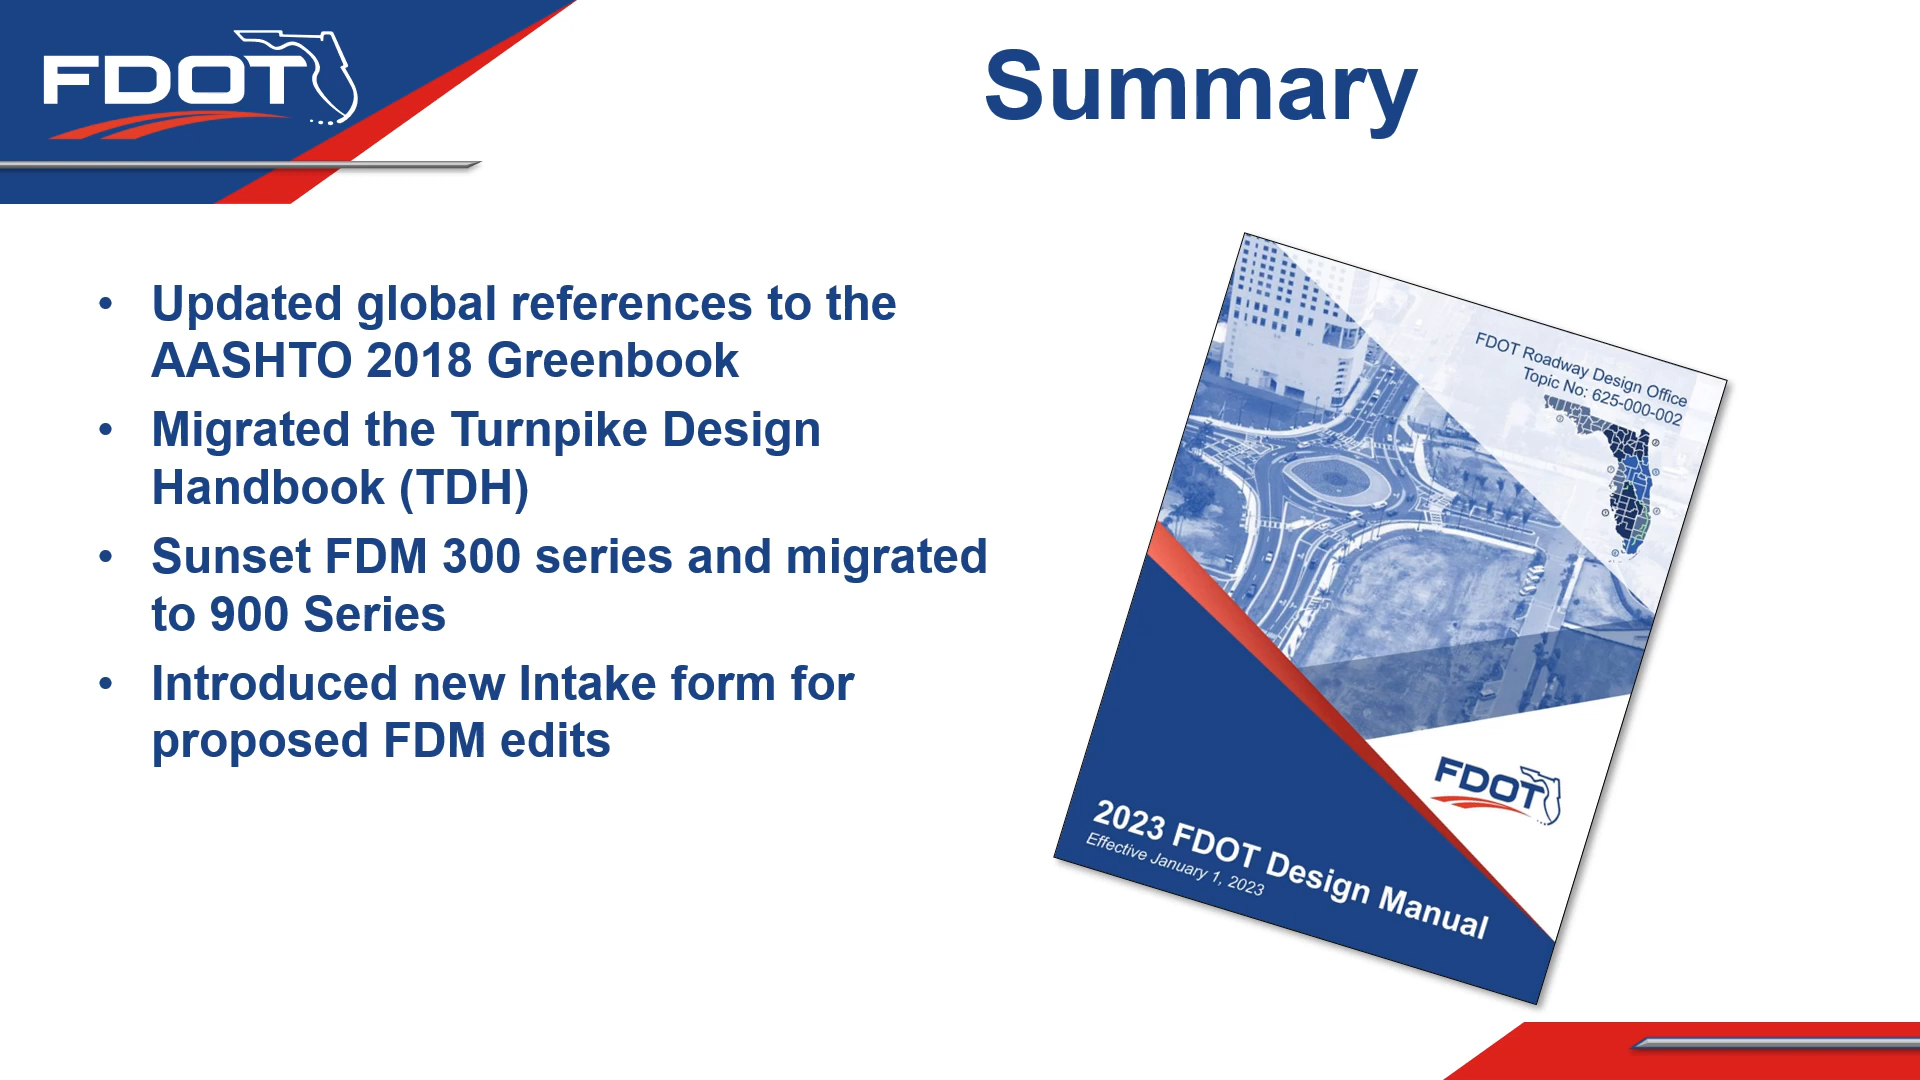 FDOT
Summary
• Updated global references to the
AASHTO 2018 Greenbook
• Migrated the Turnpike Design
Handbook (TDH)
• Sunset FDM 300 series and migrated
to 900 Series
• Introduced new Intake form for
proposed FDM edits
FDOT Roadway Design Office
Topic No: 625-000-002
FDOT
2023 FDOT Design Manual
Effective January 1, 2023